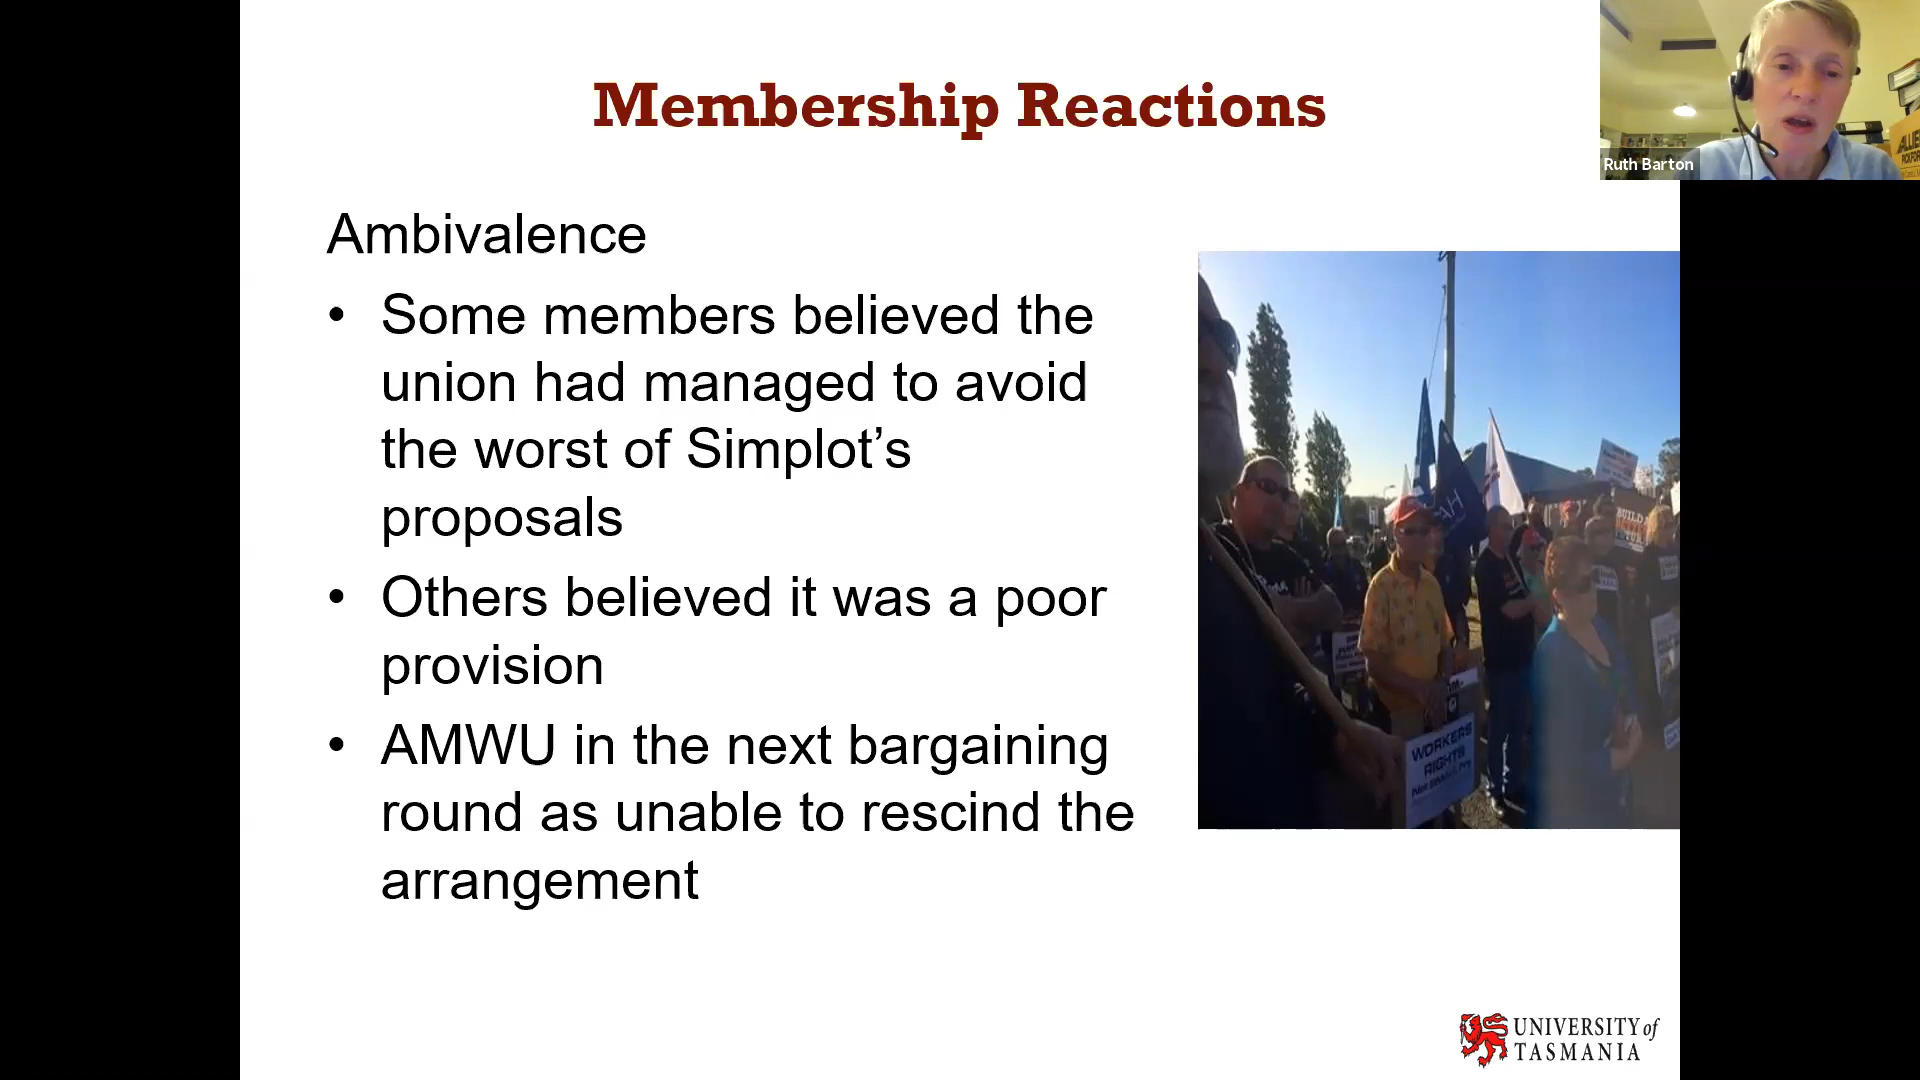 Membership Reactions
Ruth Barton
Ambivalence
• Some members believed the
union had managed to avoid
the worst of Simplot’s
proposals
• Others believed it was a poor
provision
• AMWU in the next bargaining
round as unable to rescind the
arrangement
WORKERS
RIGHTS
BUILD A
UNIVERSITY of
TASMANIA